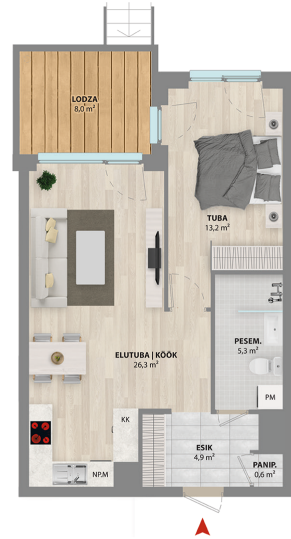 LODZA
8,0 m²
TUBA
13,2 m²
ELUTUBA | KÖÖK
26,3 m²
PESEM.
5,3 m²
PM
KK
ESIK
4,9 m²
PANIP.
0,6 m²
NP.M